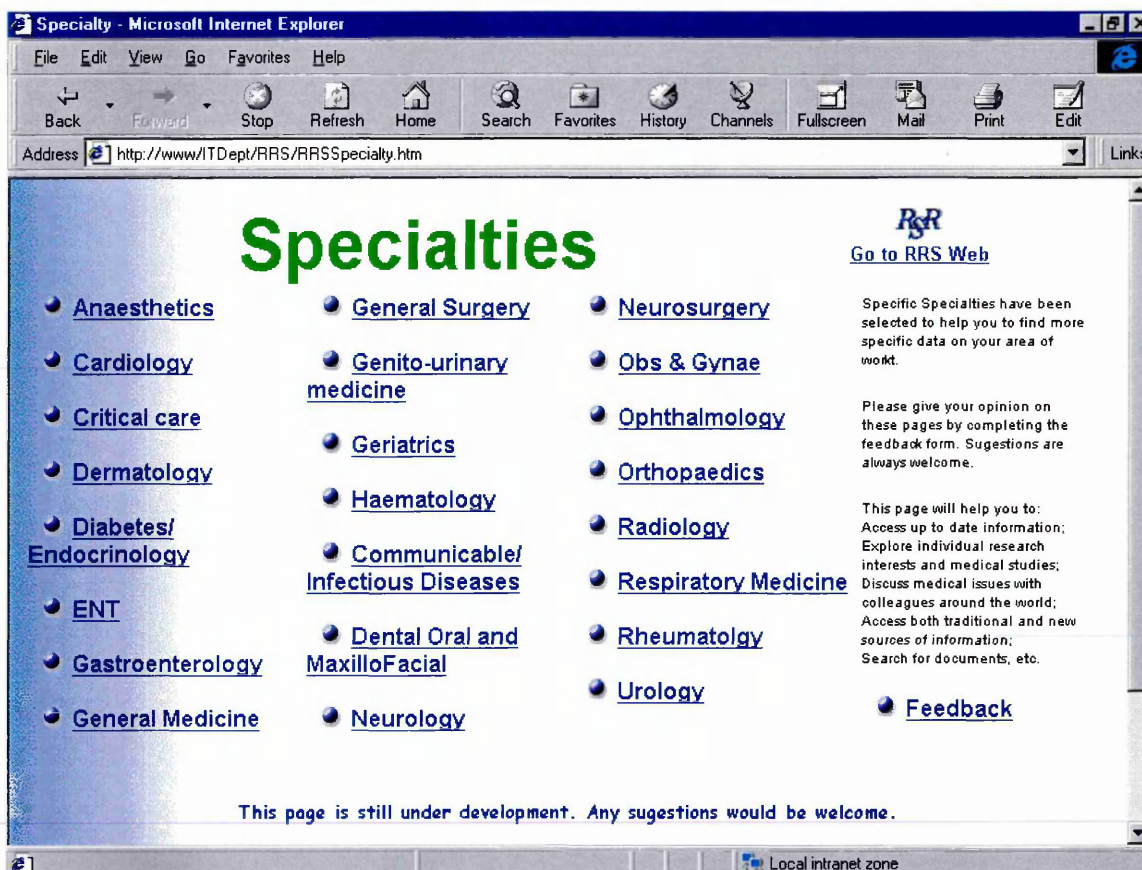 Specialty - Microsoft Internet Explorer
File Edit View Go Favorites Help
Back Forward Stop Refresh Home Search Favorites History Channels Fullscreen Mail Print Edit
Address http://www/ITDept/RRS/RRSSpecialty.htm Links
Specialties
Anaesthetics
Cardiology
Critical care
Dermatology
Diabetes/
Endocrinology
ENT
Gastroenterology
General Medicine
General Surgery
Genito-urinary
medicine
Geriatrics
Haematology
Communicable/
Infectious Diseases
Dental Oral and
MaxilloFacial
Neurology
Neurosurgery
Obs & Gynae
Ophthalmology
Orthopaedics
Radiology
Respiratory Medicine
Rheumatolgy
Urology
RSR
Go to RRS Web
Specific Specialties have been
selected to help you to find more
specific data on your area of
workt.
Please give your opinion on
these pages by completing the
feedback form. Sugestions are
always welcome.
This page will help you to:
Access up to date information;
Explore individual research
interests and medical studies;
Discuss medical issues with
colleagues around the world;
Access both traditional and new
sources of information;
Search for documents, etc.
Feedback
This page is still under development. Any sugestions would be welcome.
Local intranet zone